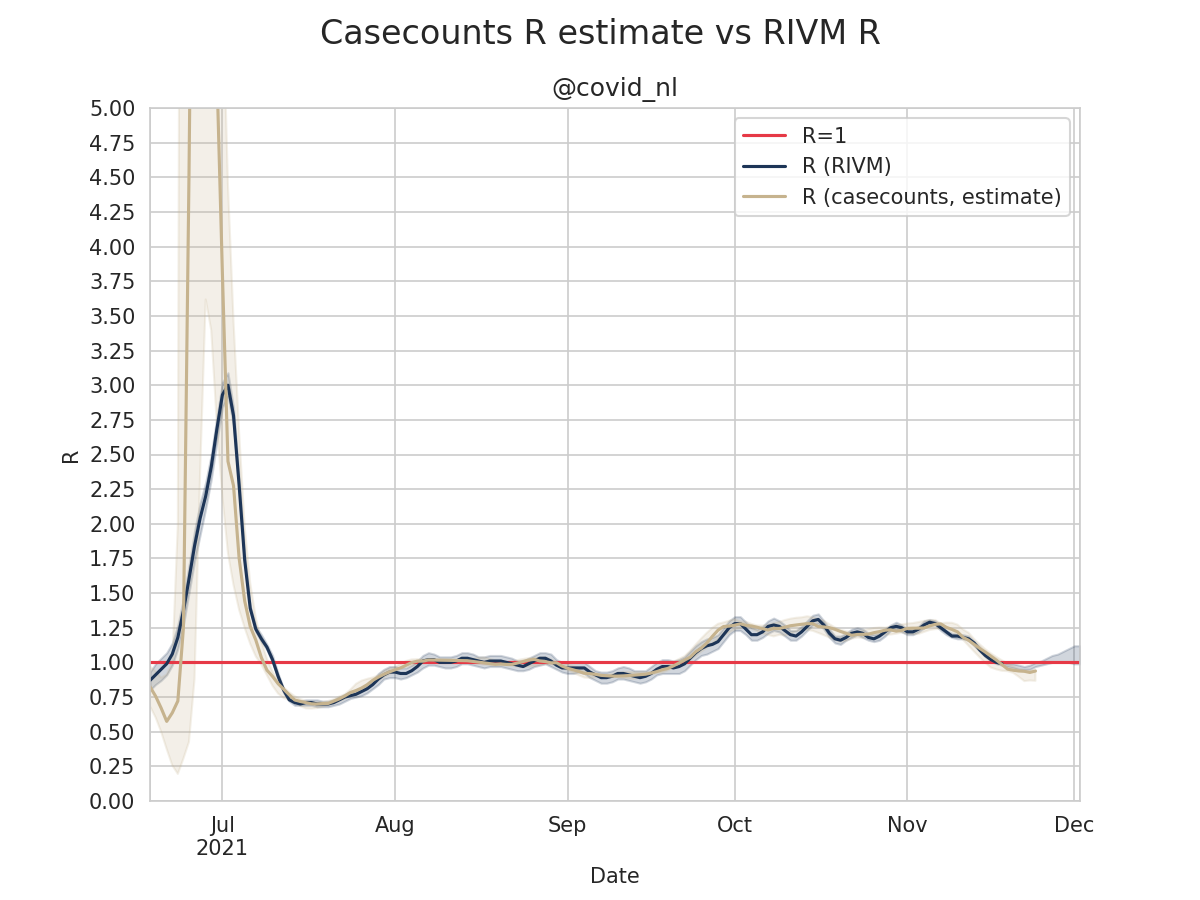 Casecounts R estimate vs RIVM R
@covid_nl
R=1
R (RIVM)
R (casecounts, estimate)
5.00
4.75
4.50
4.25
4.00
3.75
3.50
3.25
3.00
2.75
2.50
2.25
2.00
1.75
1.50
1.25
1.00
0.75
0.50
0.25
0.00
R
Jul Aug Sep Oct Nov Dec
2021
Date